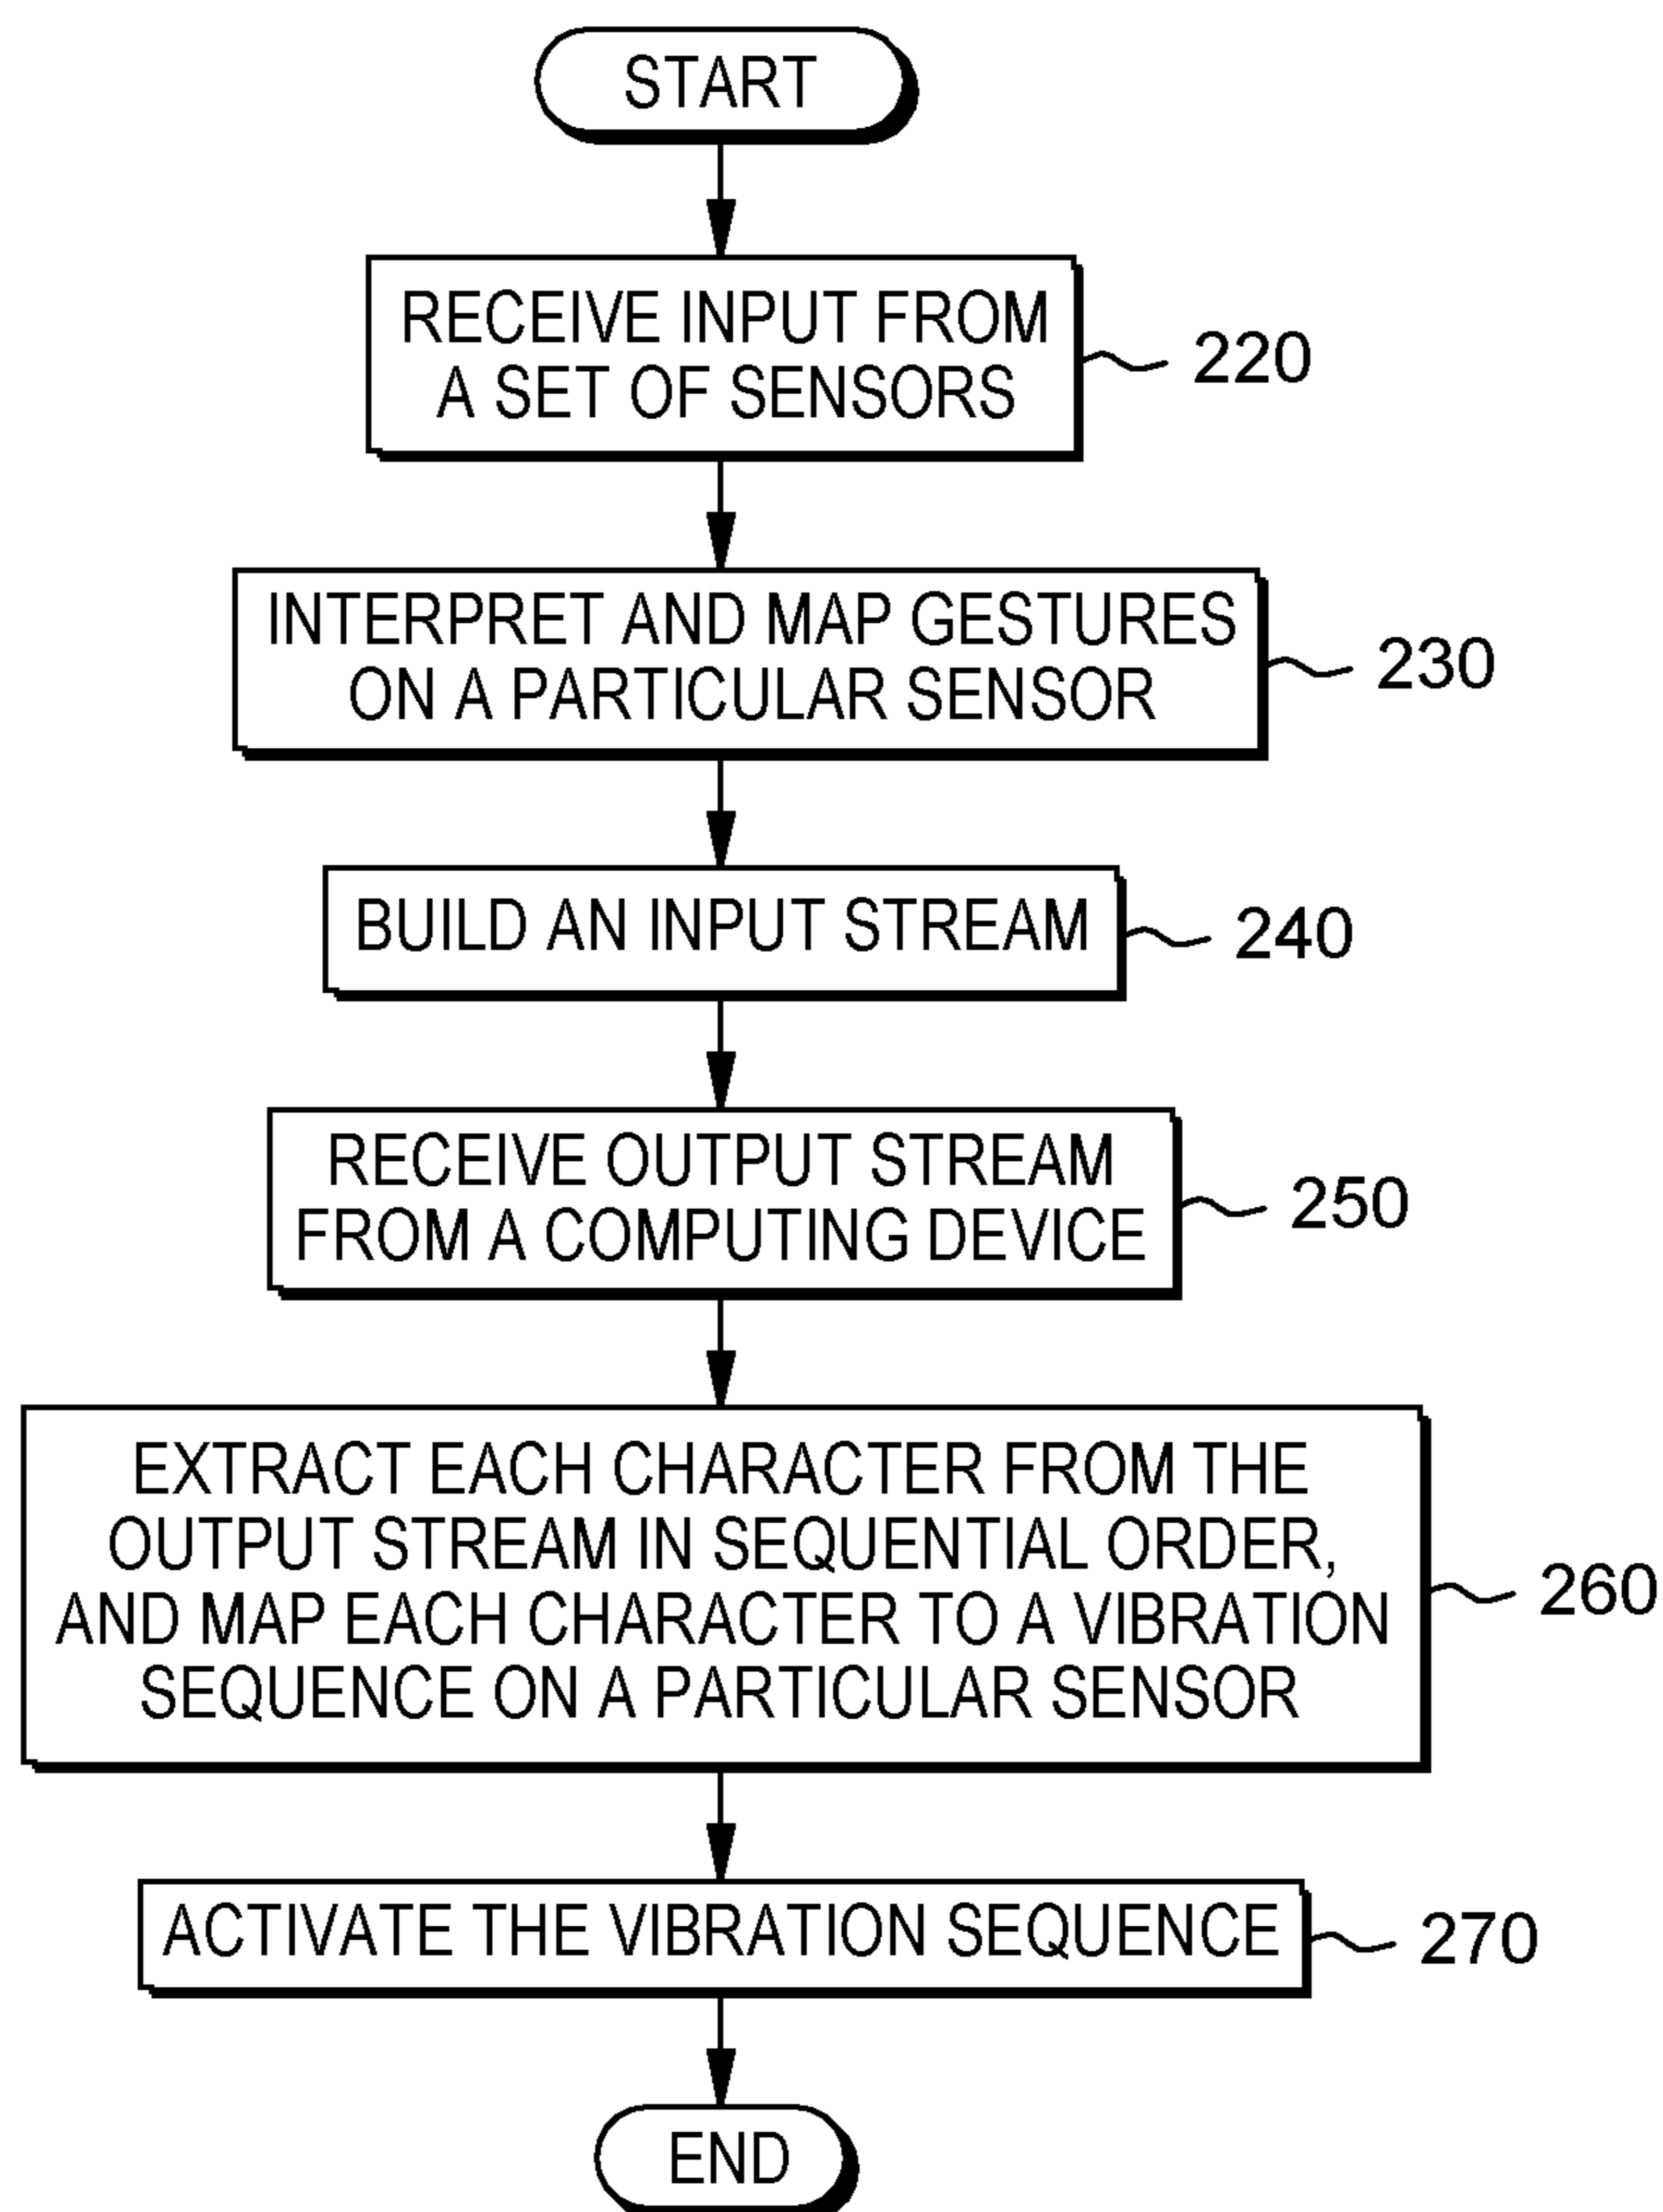 START
RECEIVE INPUT FROM
A SET OF SENSORS
220
INTERPRET AND MAP GESTURES
ON A PARTICULAR SENSOR
230
BUILD AN INPUT STREAM
240
RECEIVE OUTPUT STREAM
FROM A COMPUTING DEVICE
250
EXTRACT EACH CHARACTER FROM THE
OUTPUT STREAM IN SEQUENTIAL ORDER,
AND MAP EACH CHARACTER TO A VIBRATION
SEQUENCE ON A PARTICULAR SENSOR
260
ACTIVATE THE VIBRATION SEQUENCE
270
END